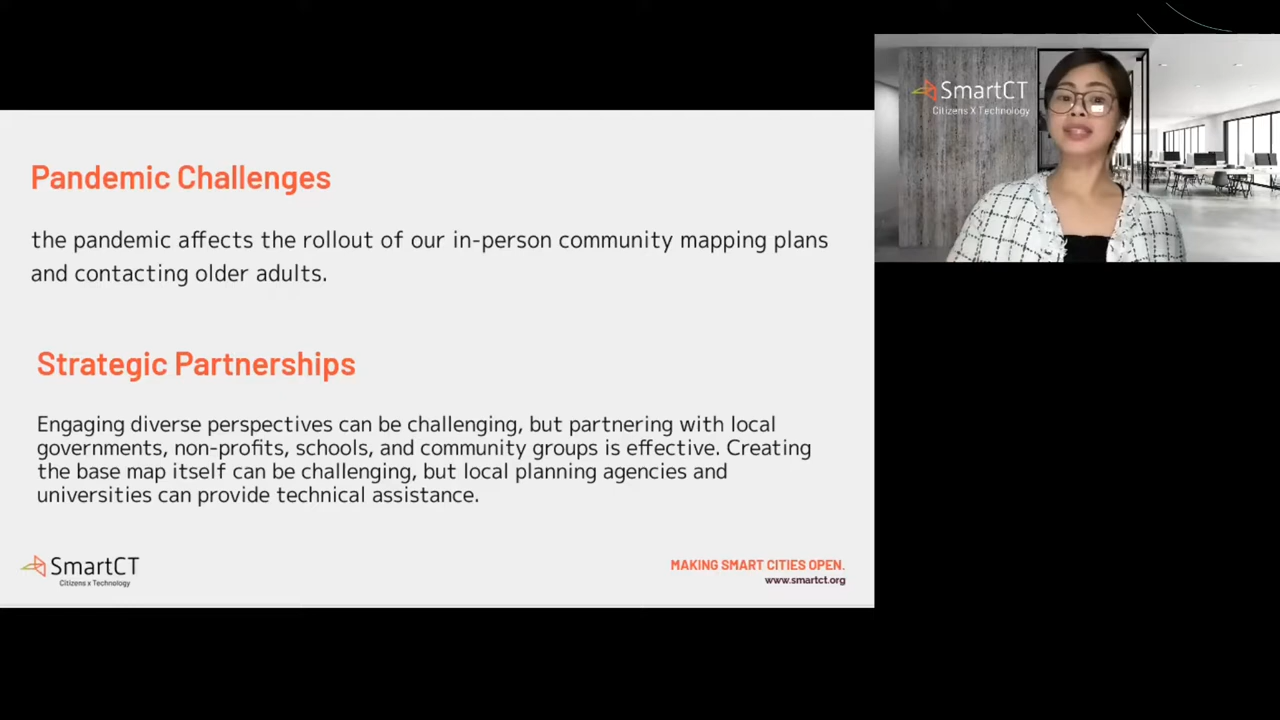 Pandemic Challenges
the pandemic affects the rollout of our in-person community mapping plans
and contacting older adults.
Strategic Partnerships
Engaging diverse perspectives can be challenging, but partnering with local
governments, non-profits, schools, and community groups is effective. Creating
the base map itself can be challenging, but local planning agencies and
universities can provide technical assistance.
SmartCT
Citizens x Technology
MAKING SMART CITIES OPEN.
www.smartct.org
SmartCT
Citizens X Technology